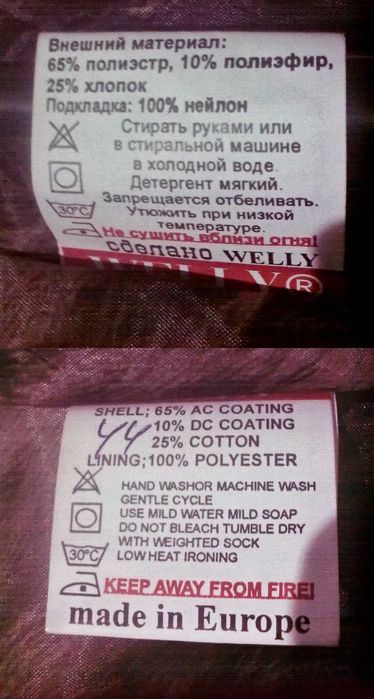 Внешний материал:
65% полиэстр, 10% полиэфир,
25% хлопок
Подкладка: 100% нейлон
Стирать руками или
в стиральной машине
в холодной воде.
Детергент мягкий.
Запрещается отбеливать.
30°C Утюжить при низкой
температуре.
Не сушить вблизи огня!
сделано WELLY
WELLY®
SHELL; 65% AC COATING
44 10% DC COATING
25% COTTON
LINING;100% POLYESTER
HAND WASHOR MACHINE WASH
GENTLE CYCLE
USE MILD WATER MILD SOAP
DO NOT BLEACH TUMBLE DRY
WITH WEIGHTED SOCK
30°C LOW HEAT IRONING
KEEP AWAY FROM FIRE!
made in Europe